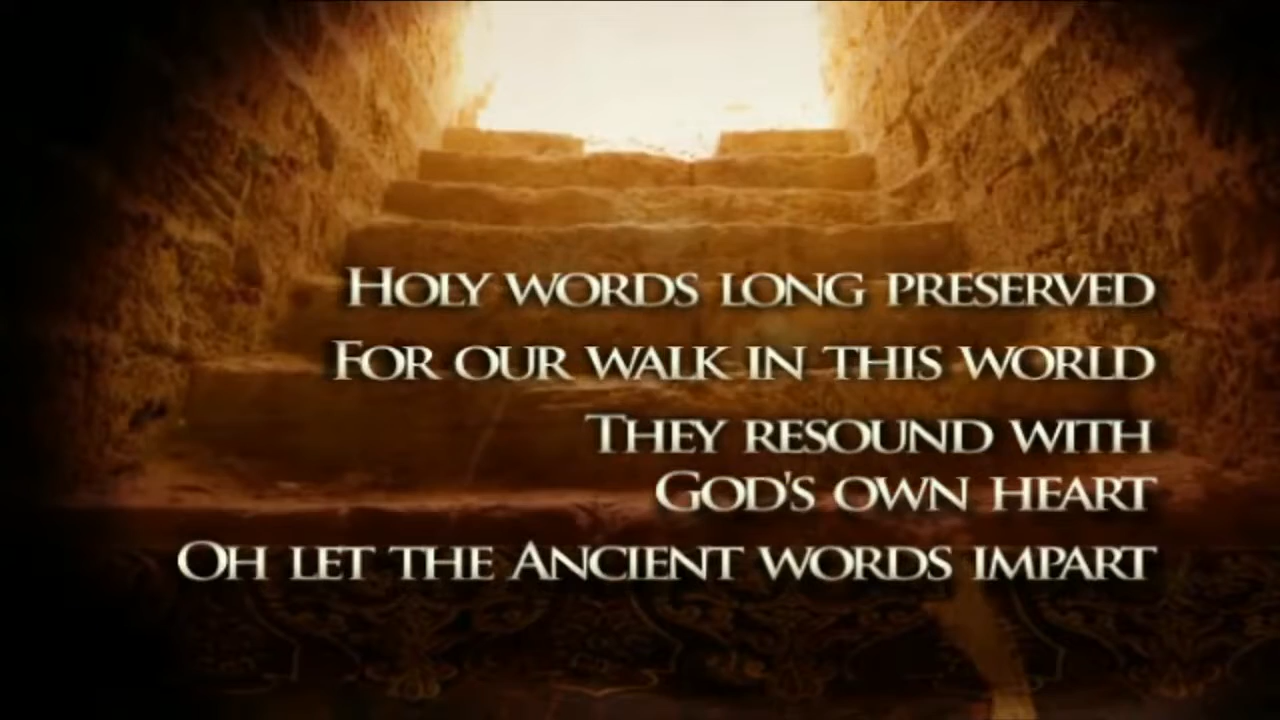 Holy words long preserved
For our walk in this world
They resound with
God's own heart
Oh let the Ancient words impart